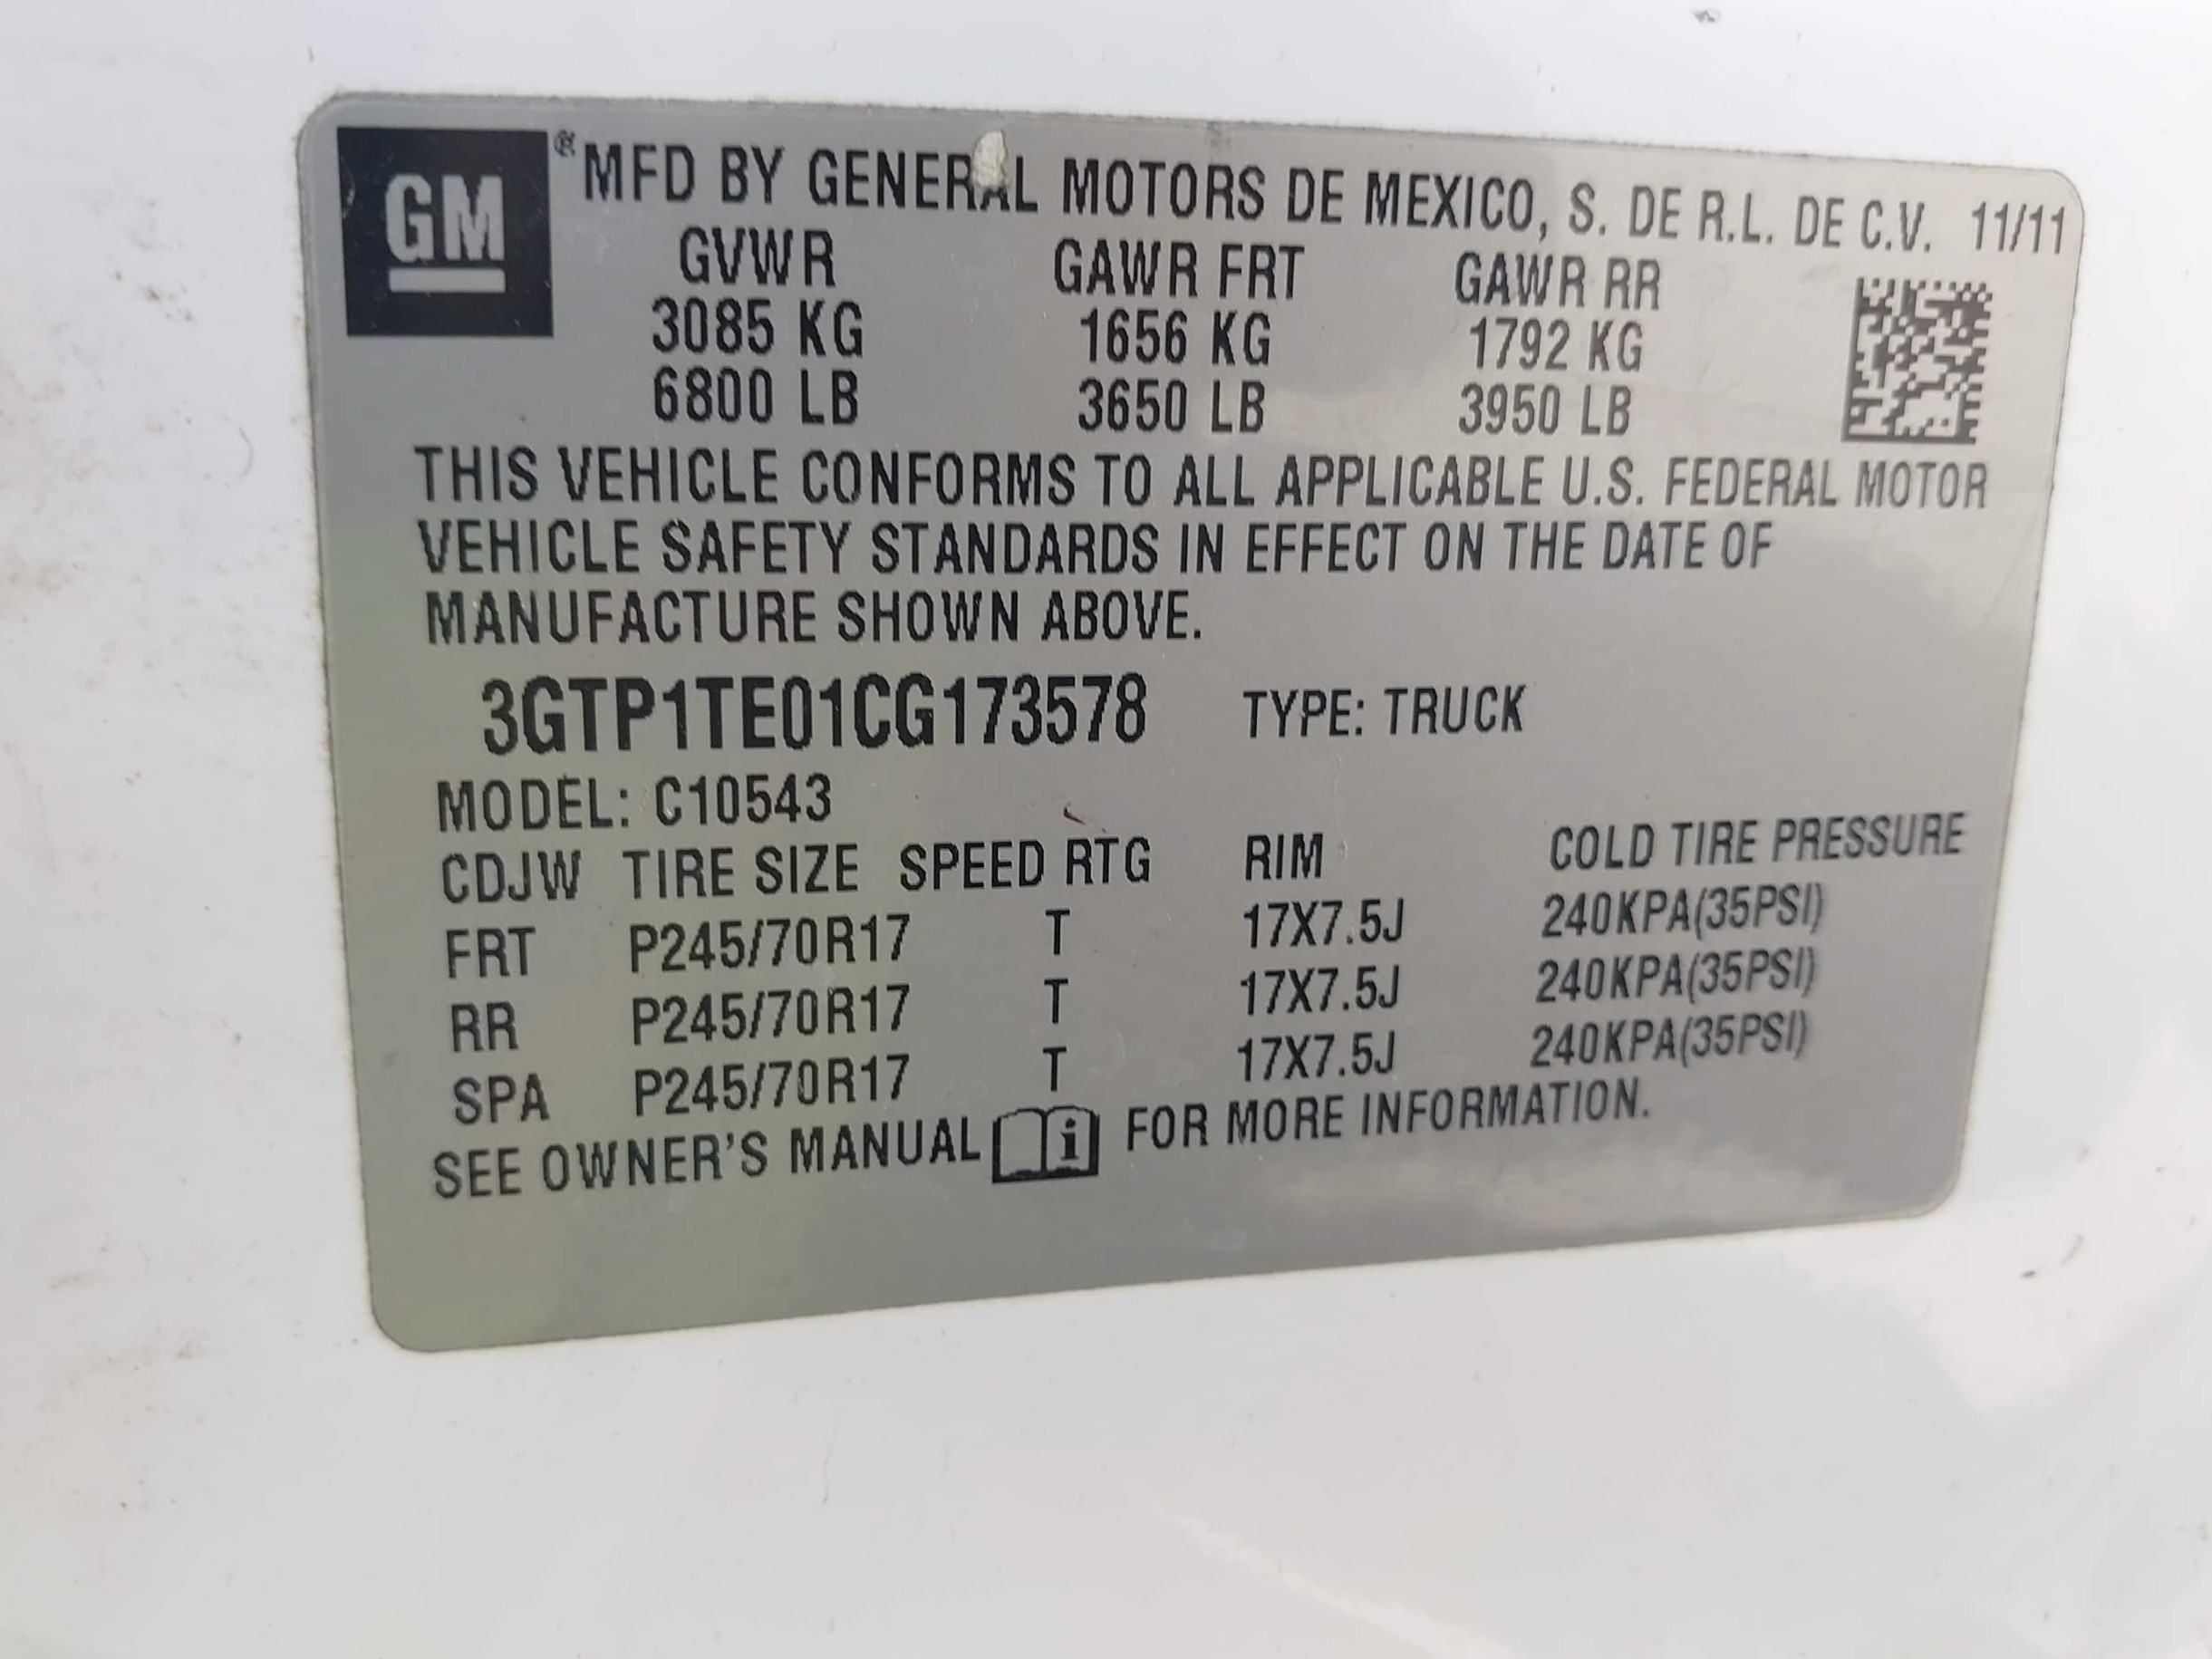 GM
® MFD BY GENERAL MOTORS DE MEXICO, S. DE R.L. DE C.V. 11/11
GVWR GAWR FRT GAWR RR
3085 KG 1656 KG 1792 KG
6800 LB 3650 LB 3950 LB
THIS VEHICLE CONFORMS TO ALL APPLICABLE U.S. FEDERAL MOTOR
VEHICLE SAFETY STANDARDS IN EFFECT ON THE DATE OF
MANUFACTURE SHOWN ABOVE.
3GTP1TE01CG173578 TYPE: TRUCK
MODEL: C10543
CDJW TIRE SIZE SPEED RTG RIM COLD TIRE PRESSURE
FRT P245/70R17 T 17X7.5J 240KPA(35PSI)
RR P245/70R17 T 17X7.5J 240KPA(35PSI)
SPA P245/70R17 T 17X7.5J 240KPA(35PSI)
SEE OWNER'S MANUAL i FOR MORE INFORMATION.